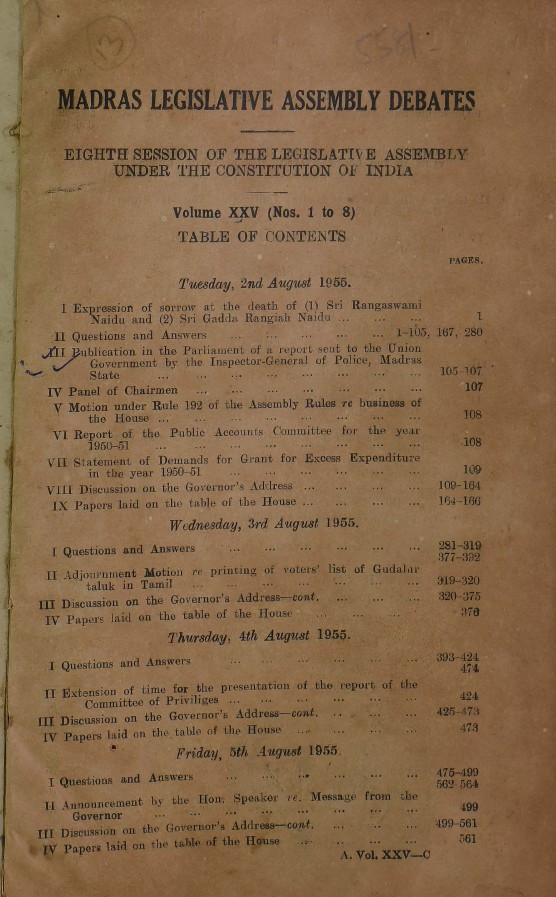 13
558/-
MADRAS LEGISLATIVE ASSEMBLY DEBATES
EIGHTH SESSION OF THE LEGISLATIVE ASSEMBLY
UNDER THE CONSTITUTION OF INDIA
Volume XXV (Nos. 1 to 8)
TABLE OF CONTENTS
PAGES.
Tuesday, 2nd August 1955.
I Expression of sorrow at the death of (1) Sri Rangaswami
Naidu and (2) Sri Gadda Rangiah Naidu ... ... ... 1
II Questions and Answers ... ... ... ... ... 1-105, 167, 280
III Publication in the Parliament of a report sent to the Union
Government by the Inspector-General of Police, Madras
State ... ... ... ... ... ... ... ... 105-107
IV Panel of Chairmen ... ... ... ... ... ... ... 107
V Motion under Rule 192 of the Assembly Rules re business of
the House ... ... ... ... ... ... ... ... 108
VI Report of the Public Accounts Committee for the year
1950-51 ... ... ... ... ... ... ... ... 108
VII Statement of Demands for Grant for Excess Expenditure
in the year 1950-51 ... ... ... ... ... ... 109
VIII Discussion on the Governor's Address ... ... ... ... 109-164
IX Papers laid on the table of the House ... ... ... ... 164-166
Wednesday, 3rd August 1955.
I Questions and Answers ... ... ... ... ... ... 281-319
377-392
II Adjournment Motion re printing of voters' list of Gudalur
taluk in Tamil ... ... ... ... ... ... ... 319-320
III Discussion on the Governor's Address—cont. ... ... ... 320-375
IV Papers laid on the table of the House ... ... ... 376
Thursday, 4th August 1955.
I Questions and Answers ... ... ... ... ... ... 393-424
474
II Extension of time for the presentation of the report of the
Committee of Priviliges ... ... ... ... ... ... 424
III Discussion on the Governor's Address—cont. ... ... ... 425-473
IV Papers laid on the table of the House ... ... ... ... 473
Friday, 5th August 1955.
I Questions and Answers ... ... ... ... ... ... 475-499
562-564
II Announcement by the Hon. Speaker re. Message from the
Governor ... ... ... ... ... ... ... ... 499
III Discussion on the Governor's Address—cont. ... ... ... 499-561
IV Papers laid on the table of the House ... ... ... ... 561
A. Vol. XXV—C